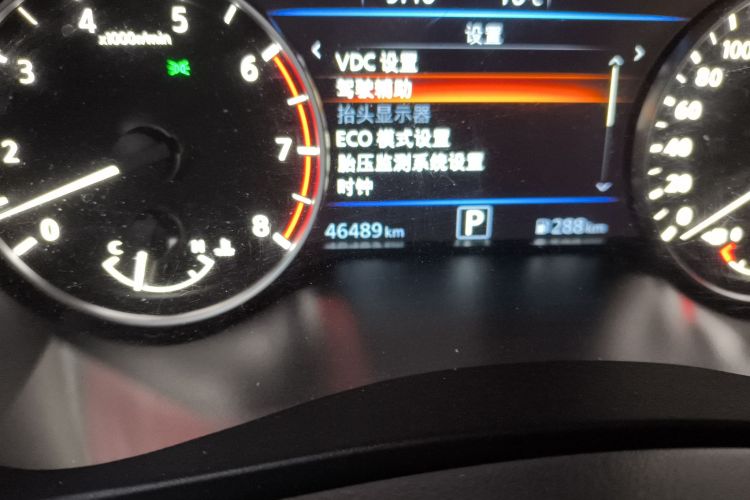 设置
VDC 设置
驾驶辅助
抬头显示器
ECO 模式设置
胎压监测系统设置
时钟
46489 km
P
288 km
x1000r/min
0
2
3
4
5
6
7
8
C H
100
80
60
40
20
0
0